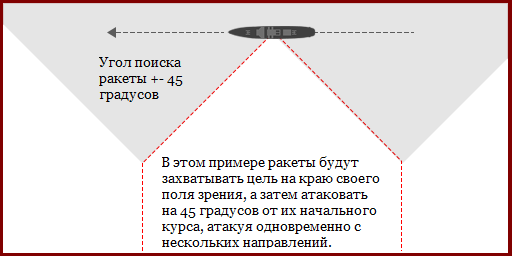 Угол поиска
ракеты +- 45
градусов
В этом примере ракеты будут
захватывать цель на краю своего
поля зрения, а затем атаковать
на 45 градусов от их начального
курса, атакуя одновременно с
нескольких направлений.